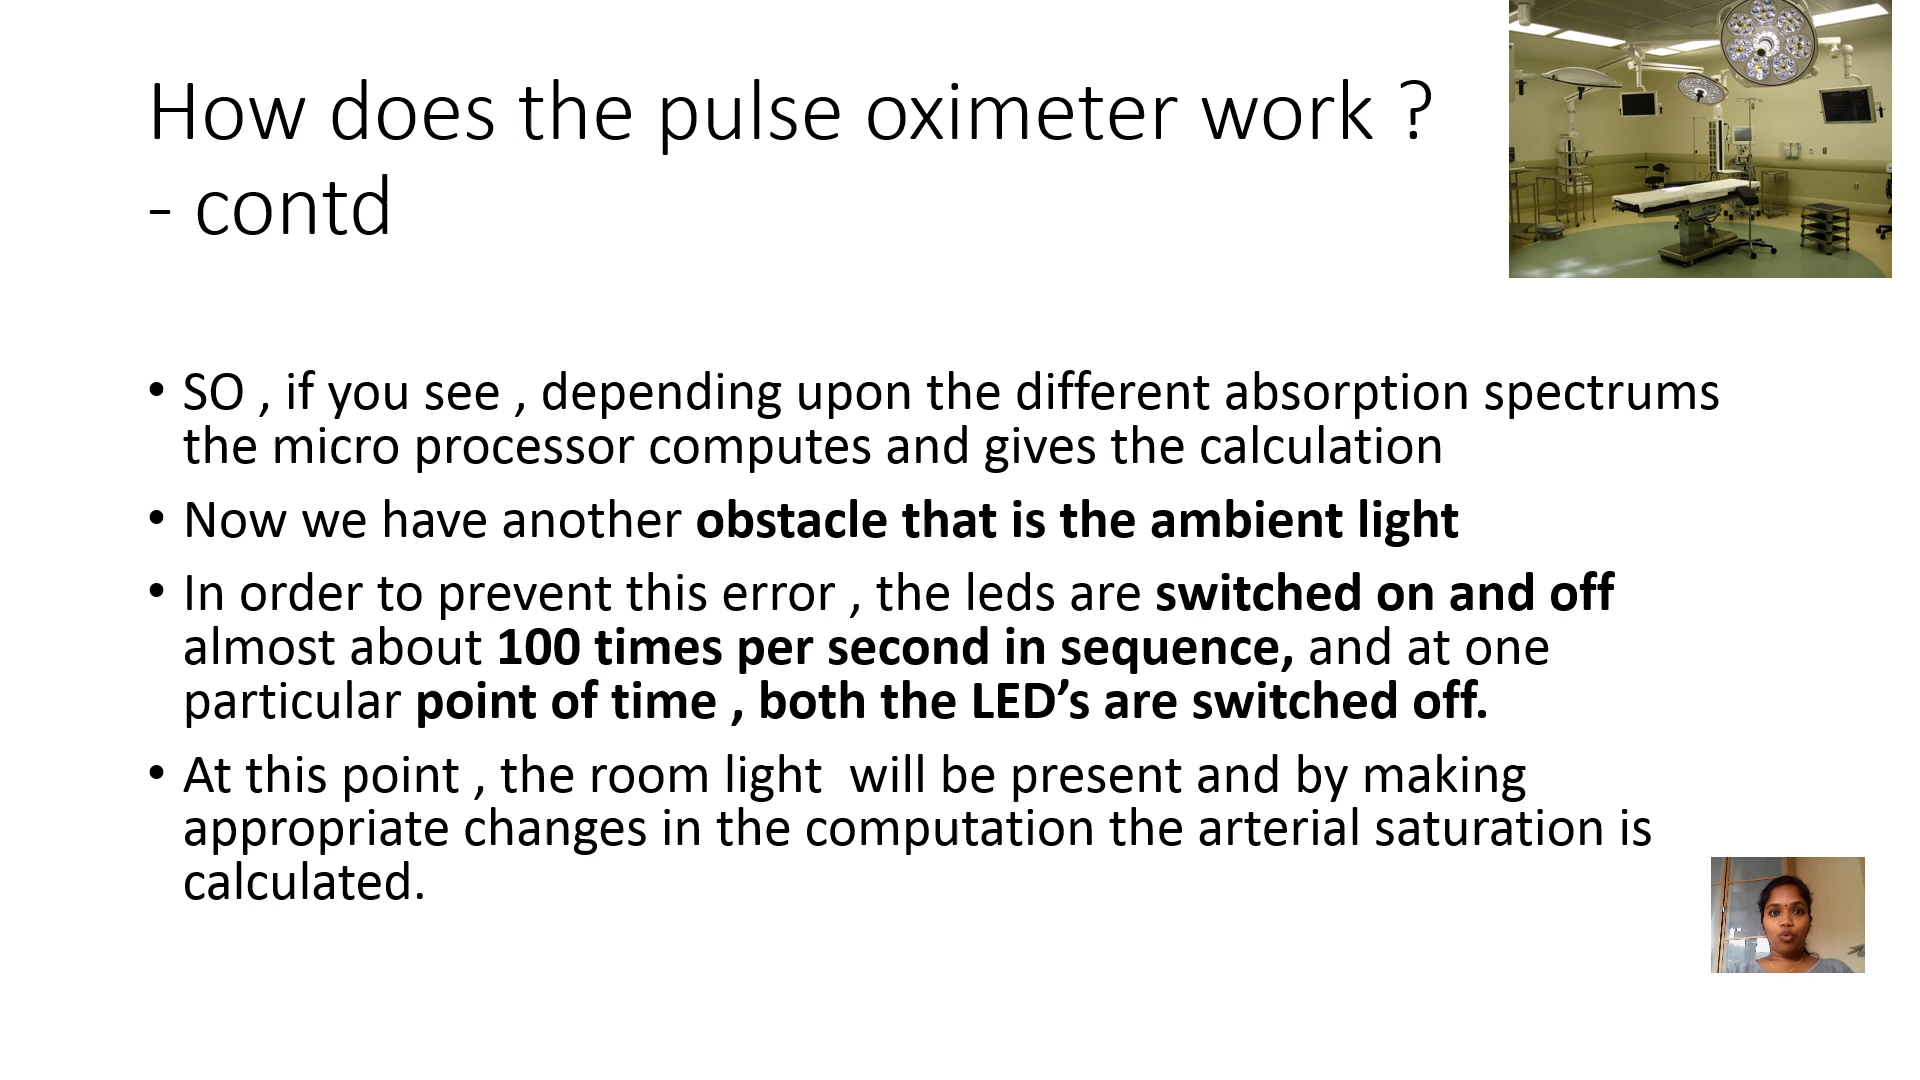 How does the pulse oximeter work ?
- contd
• SO , if you see , depending upon the different absorption spectrums
the micro processor computes and gives the calculation
• Now we have another obstacle that is the ambient light
• In order to prevent this error , the leds are switched on and off
almost about 100 times per second in sequence, and at one
particular point of time , both the LED’s are switched off.
• At this point , the room light  will be present and by making
appropriate changes in the computation the arterial saturation is
calculated.